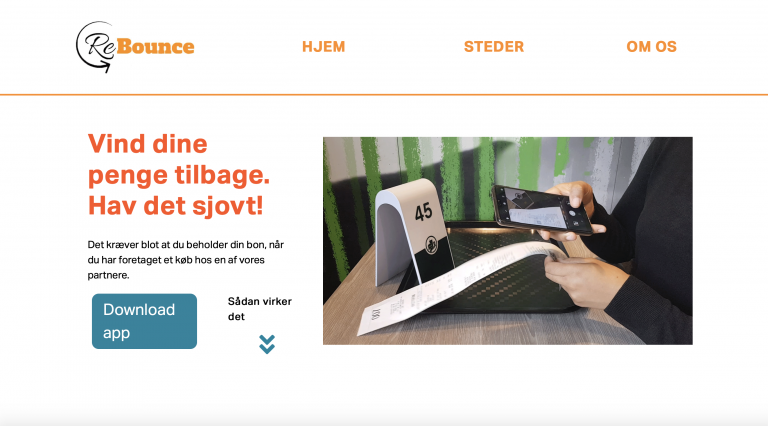 ReBounce
HJEM
STEDER
OM OS
Vind dine
penge tilbage.
Hav det sjovt!
Det kræver blot at du beholder din bon, når
du har foretaget et køb hos en af vores
partnere.
Download
app
Sådan virker
det
45